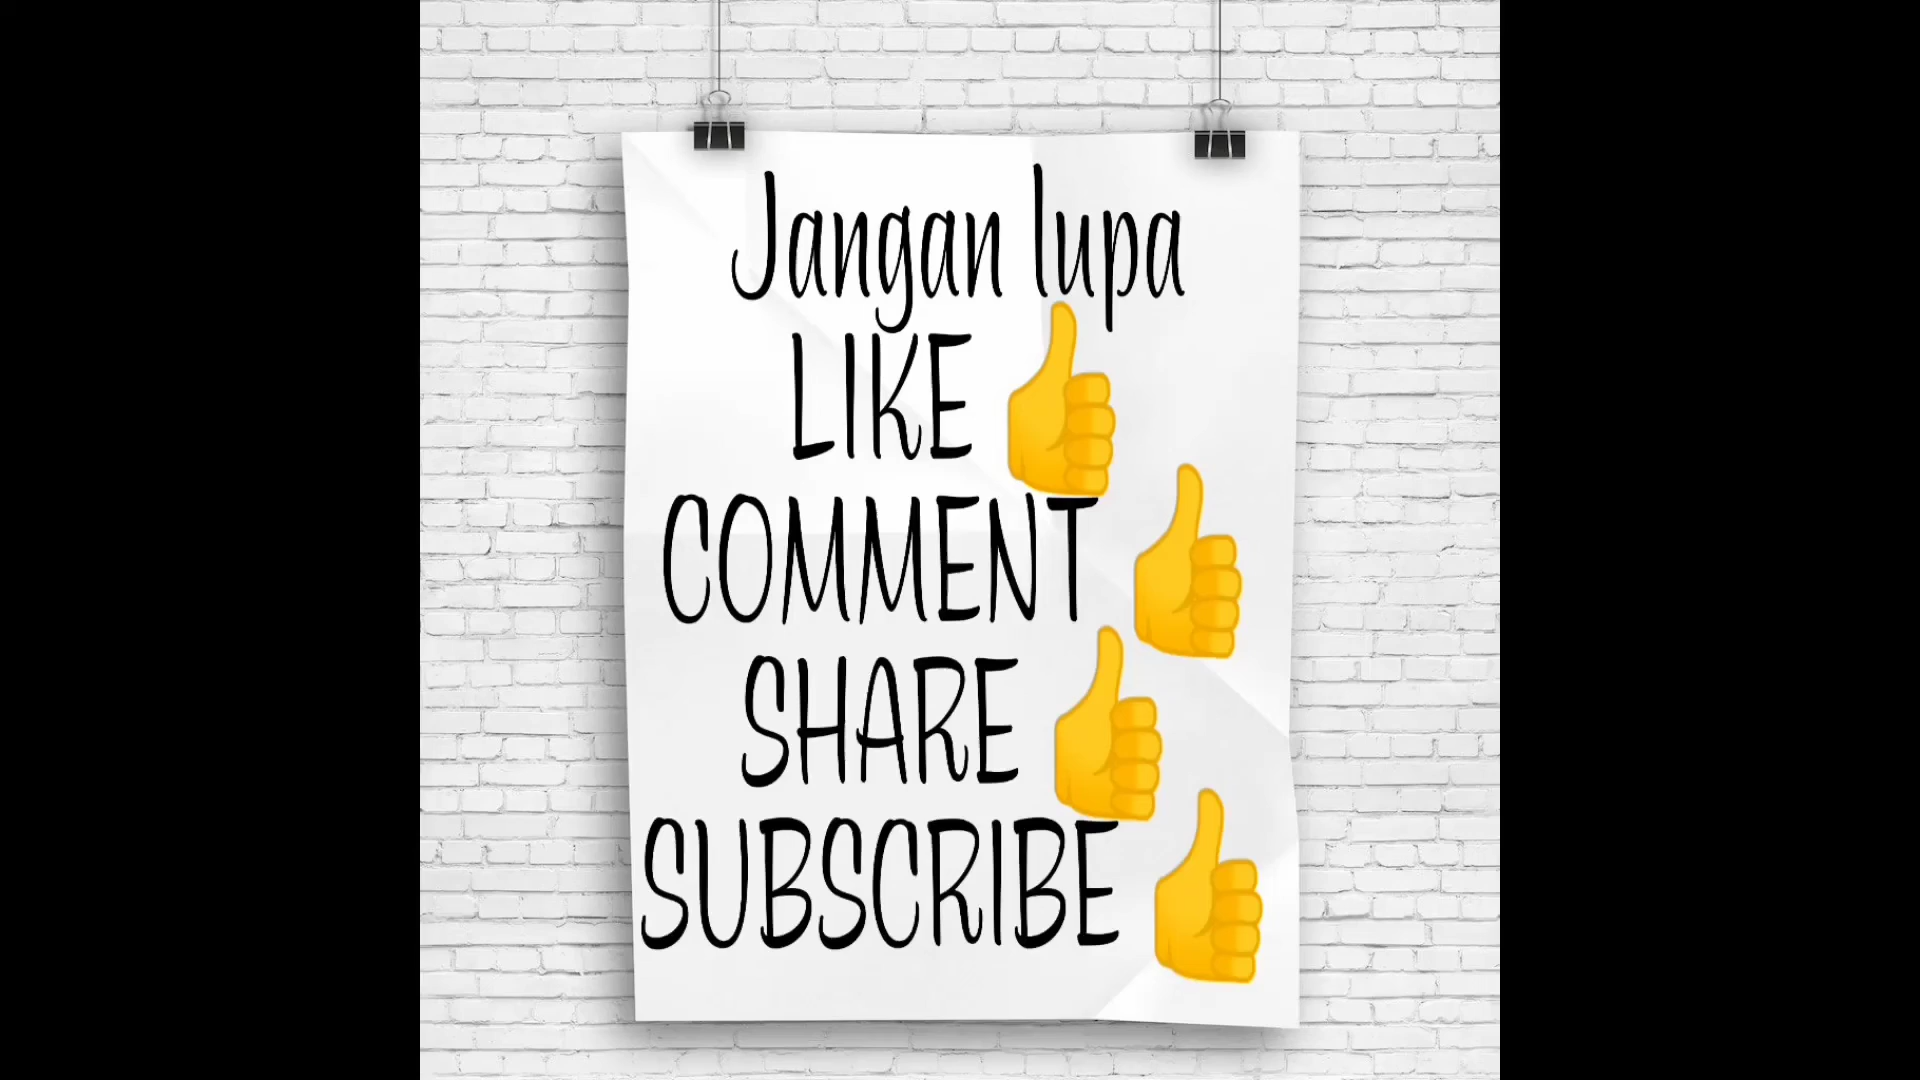 Jangan lupa
LIKE 👍
COMMENT 👍
SHARE 👍
SUBSCRIBE 👍